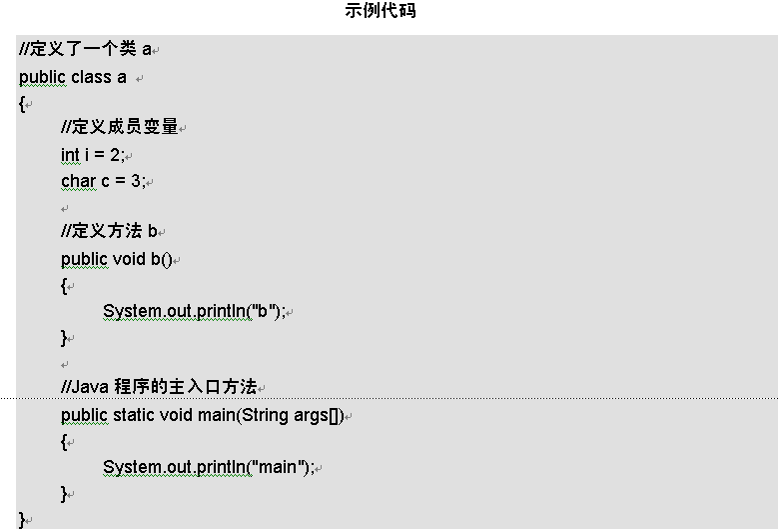 示例代码
//定义了一个类 a
public class a
{
//定义成员变量
int i = 2;
char c = 3;
//定义方法 b
public void b()
{
System.out.println("b");
}
//Java 程序的主入口方法
public static void main(String args[])
{
System.out.println("main");
}
}